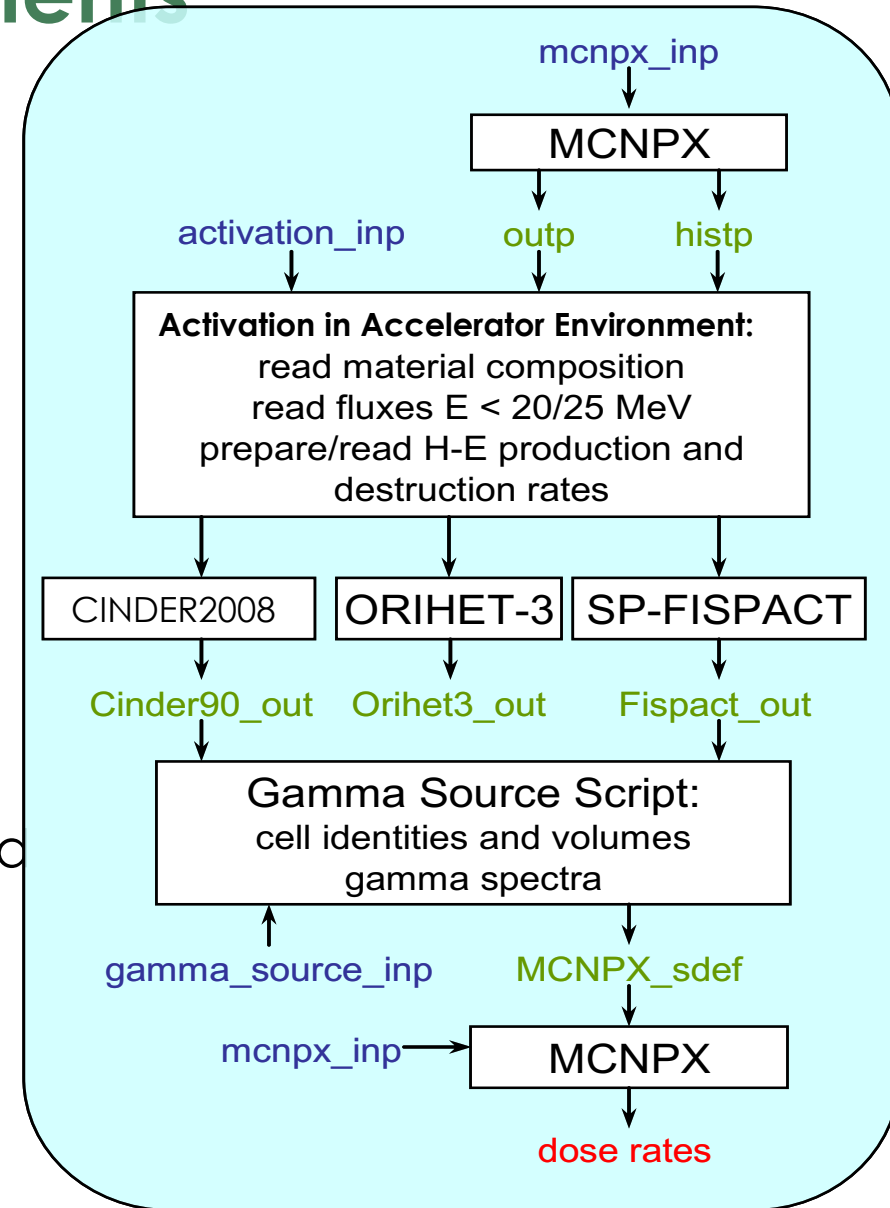 mcnpx_inp
MCNPX
activation_inp outp histp
Activation in Accelerator Environment:
read material composition
read fluxes E < 20/25 MeV
prepare/read H-E production and
destruction rates
CINDER2008 ORIHET-3 SP-FISPACT
Cinder90_out Orihet3_out Fispact_out
Gamma Source Script:
cell identities and volumes
gamma spectra
gamma_source_inp MCNPX_sdef
mcnpx_inp MCNPX
dose rates